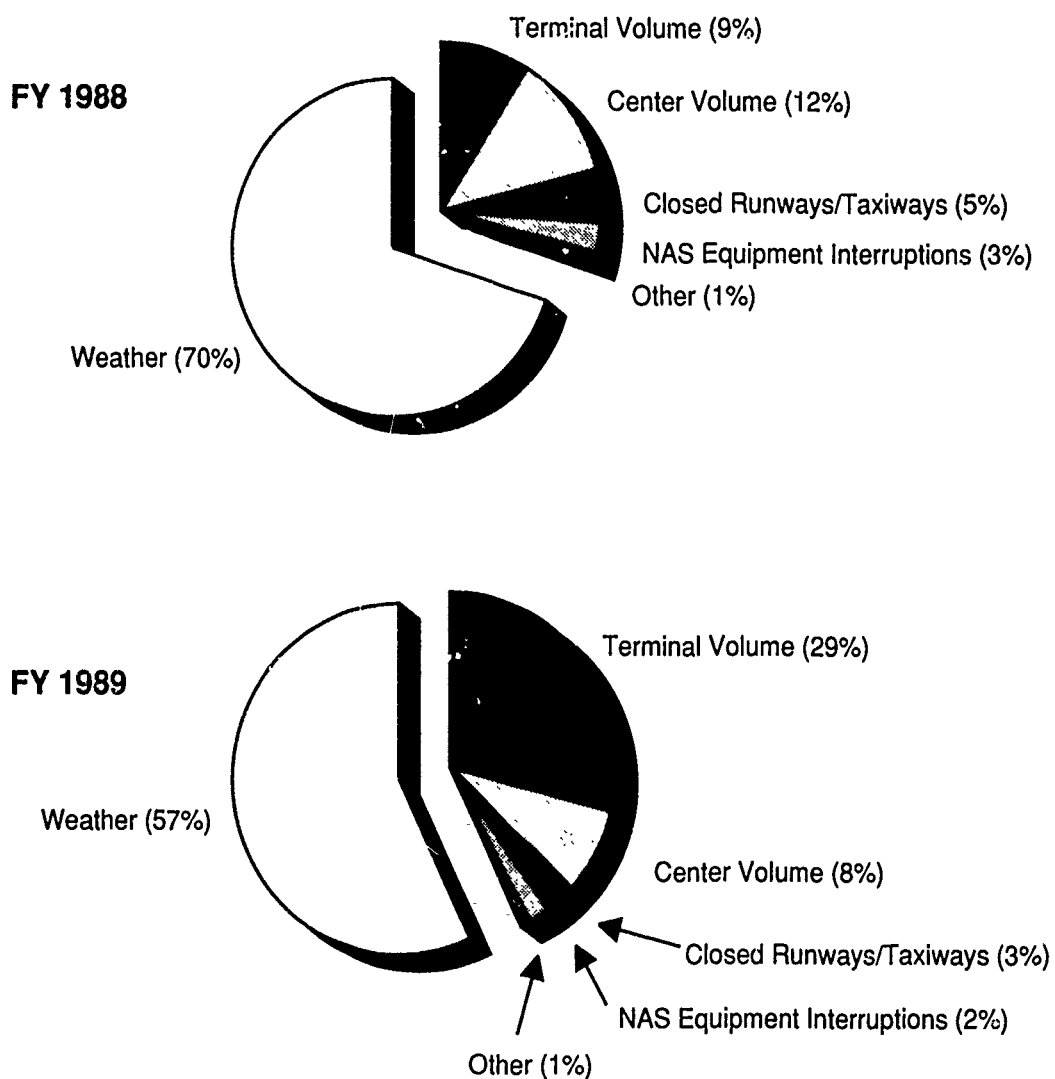 FY 1988
Terminal Volume (9%)
Center Volume (12%)
Closed Runways/Taxiways (5%)
NAS Equipment Interruptions (3%)
Other (1%)
Weather (70%)
FY 1989
Terminal Volume (29%)
Weather (57%)
Center Volume (8%)
Closed Runways/Taxiways (3%)
NAS Equipment Interruptions (2%)
Other (1%)